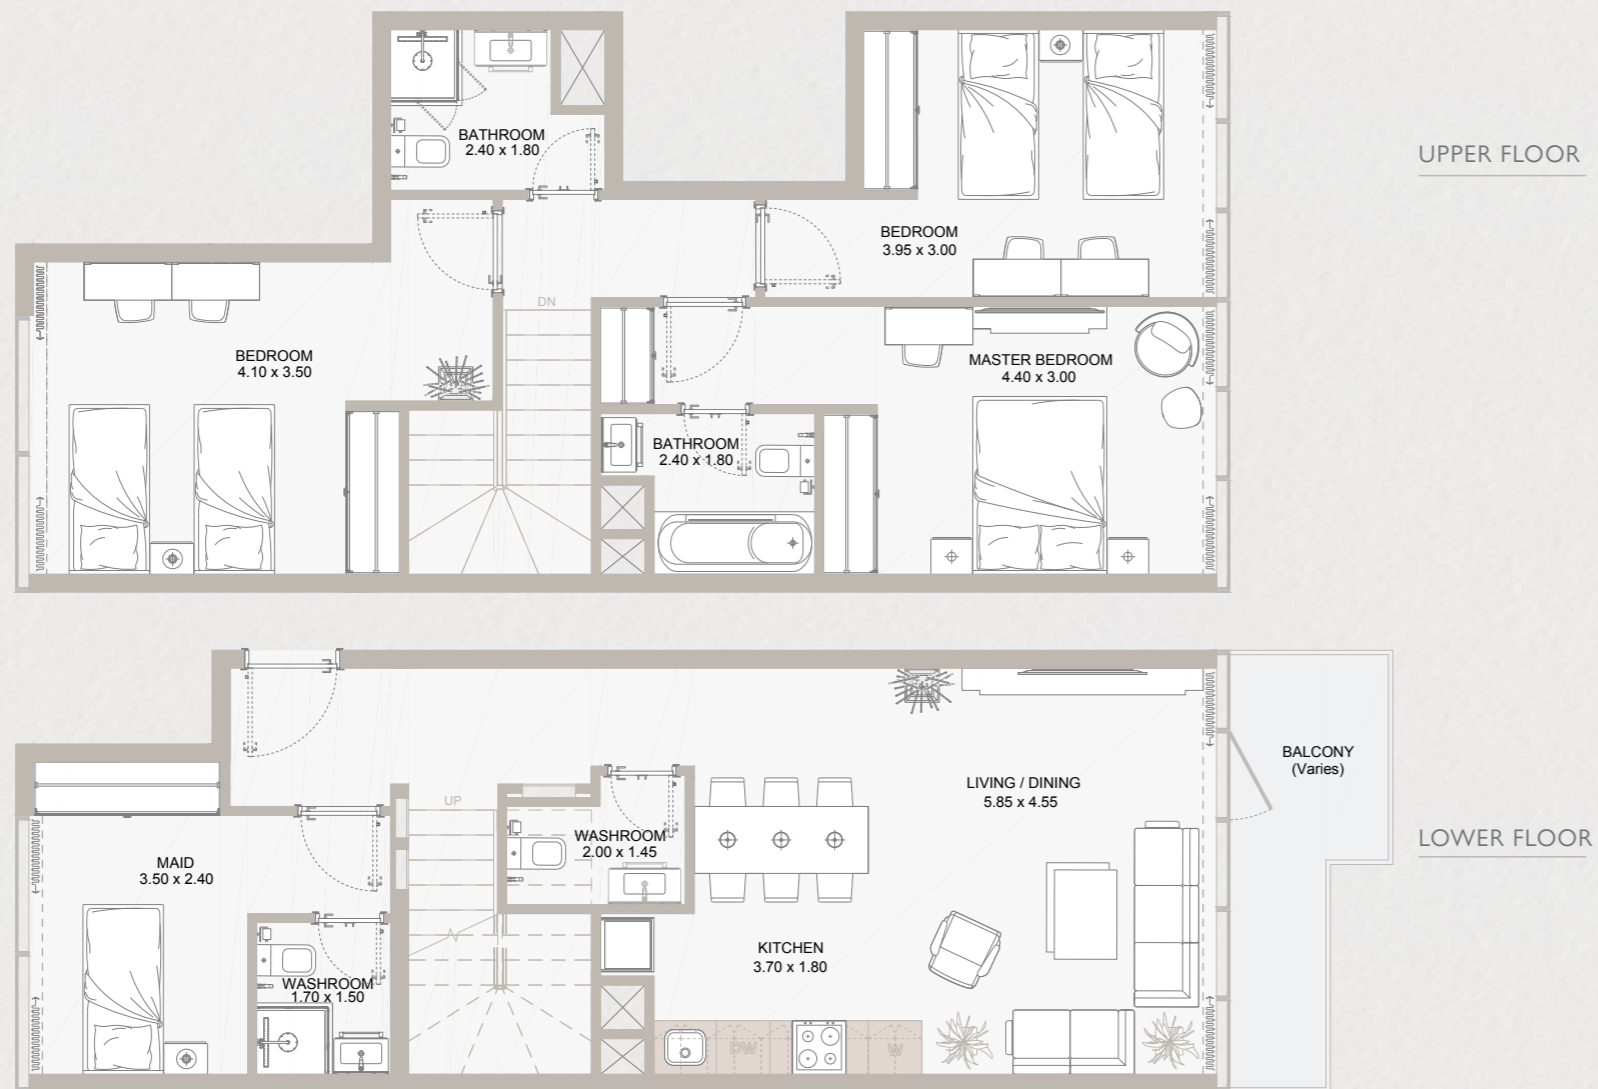 BATHROOM
2.40 x 1.80
UPPER FLOOR
BEDROOM
3.95 x 3.00
DN
BEDROOM
4.10 x 3.50
MASTER BEDROOM
4.40 x 3.00
BATHROOM
2.40 x 1.80
BALCONY
(Varies)
LIVING / DINING
5.85 x 4.55
UP
WASHROOM
2.00 x 1.45
LOWER FLOOR
MAID
3.50 x 2.40
KITCHEN
3.70 x 1.80
WASHROOM
1.70 x 1.50
DW
W